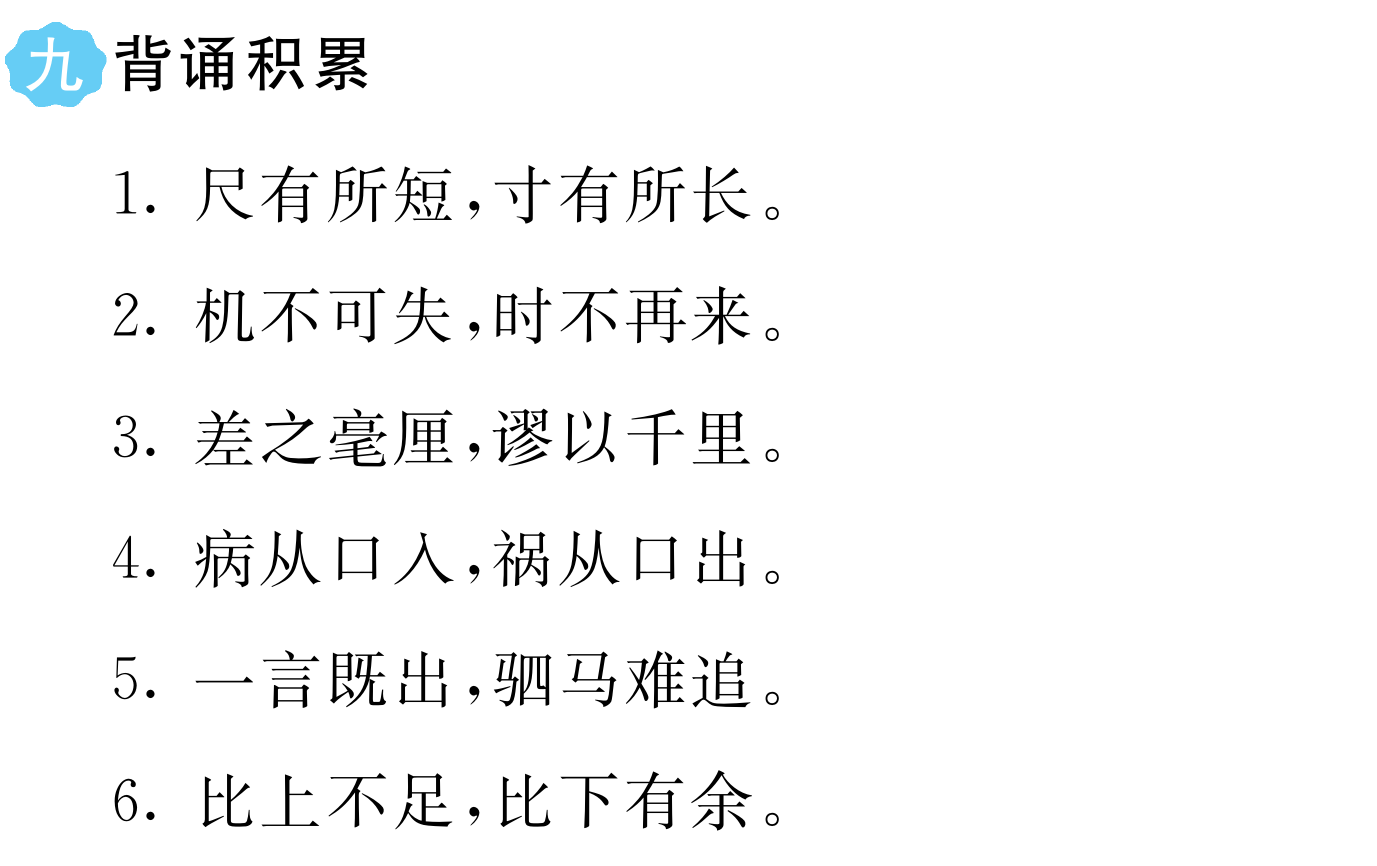 九 背诵积累
1. 尺有所短,寸有所长。
2. 机不可失,时不再来。
3. 差之毫厘,谬以千里。
4. 病从口入,祸从口出。
5. 一言既出,驷马难追。
6. 比上不足,比下有余。